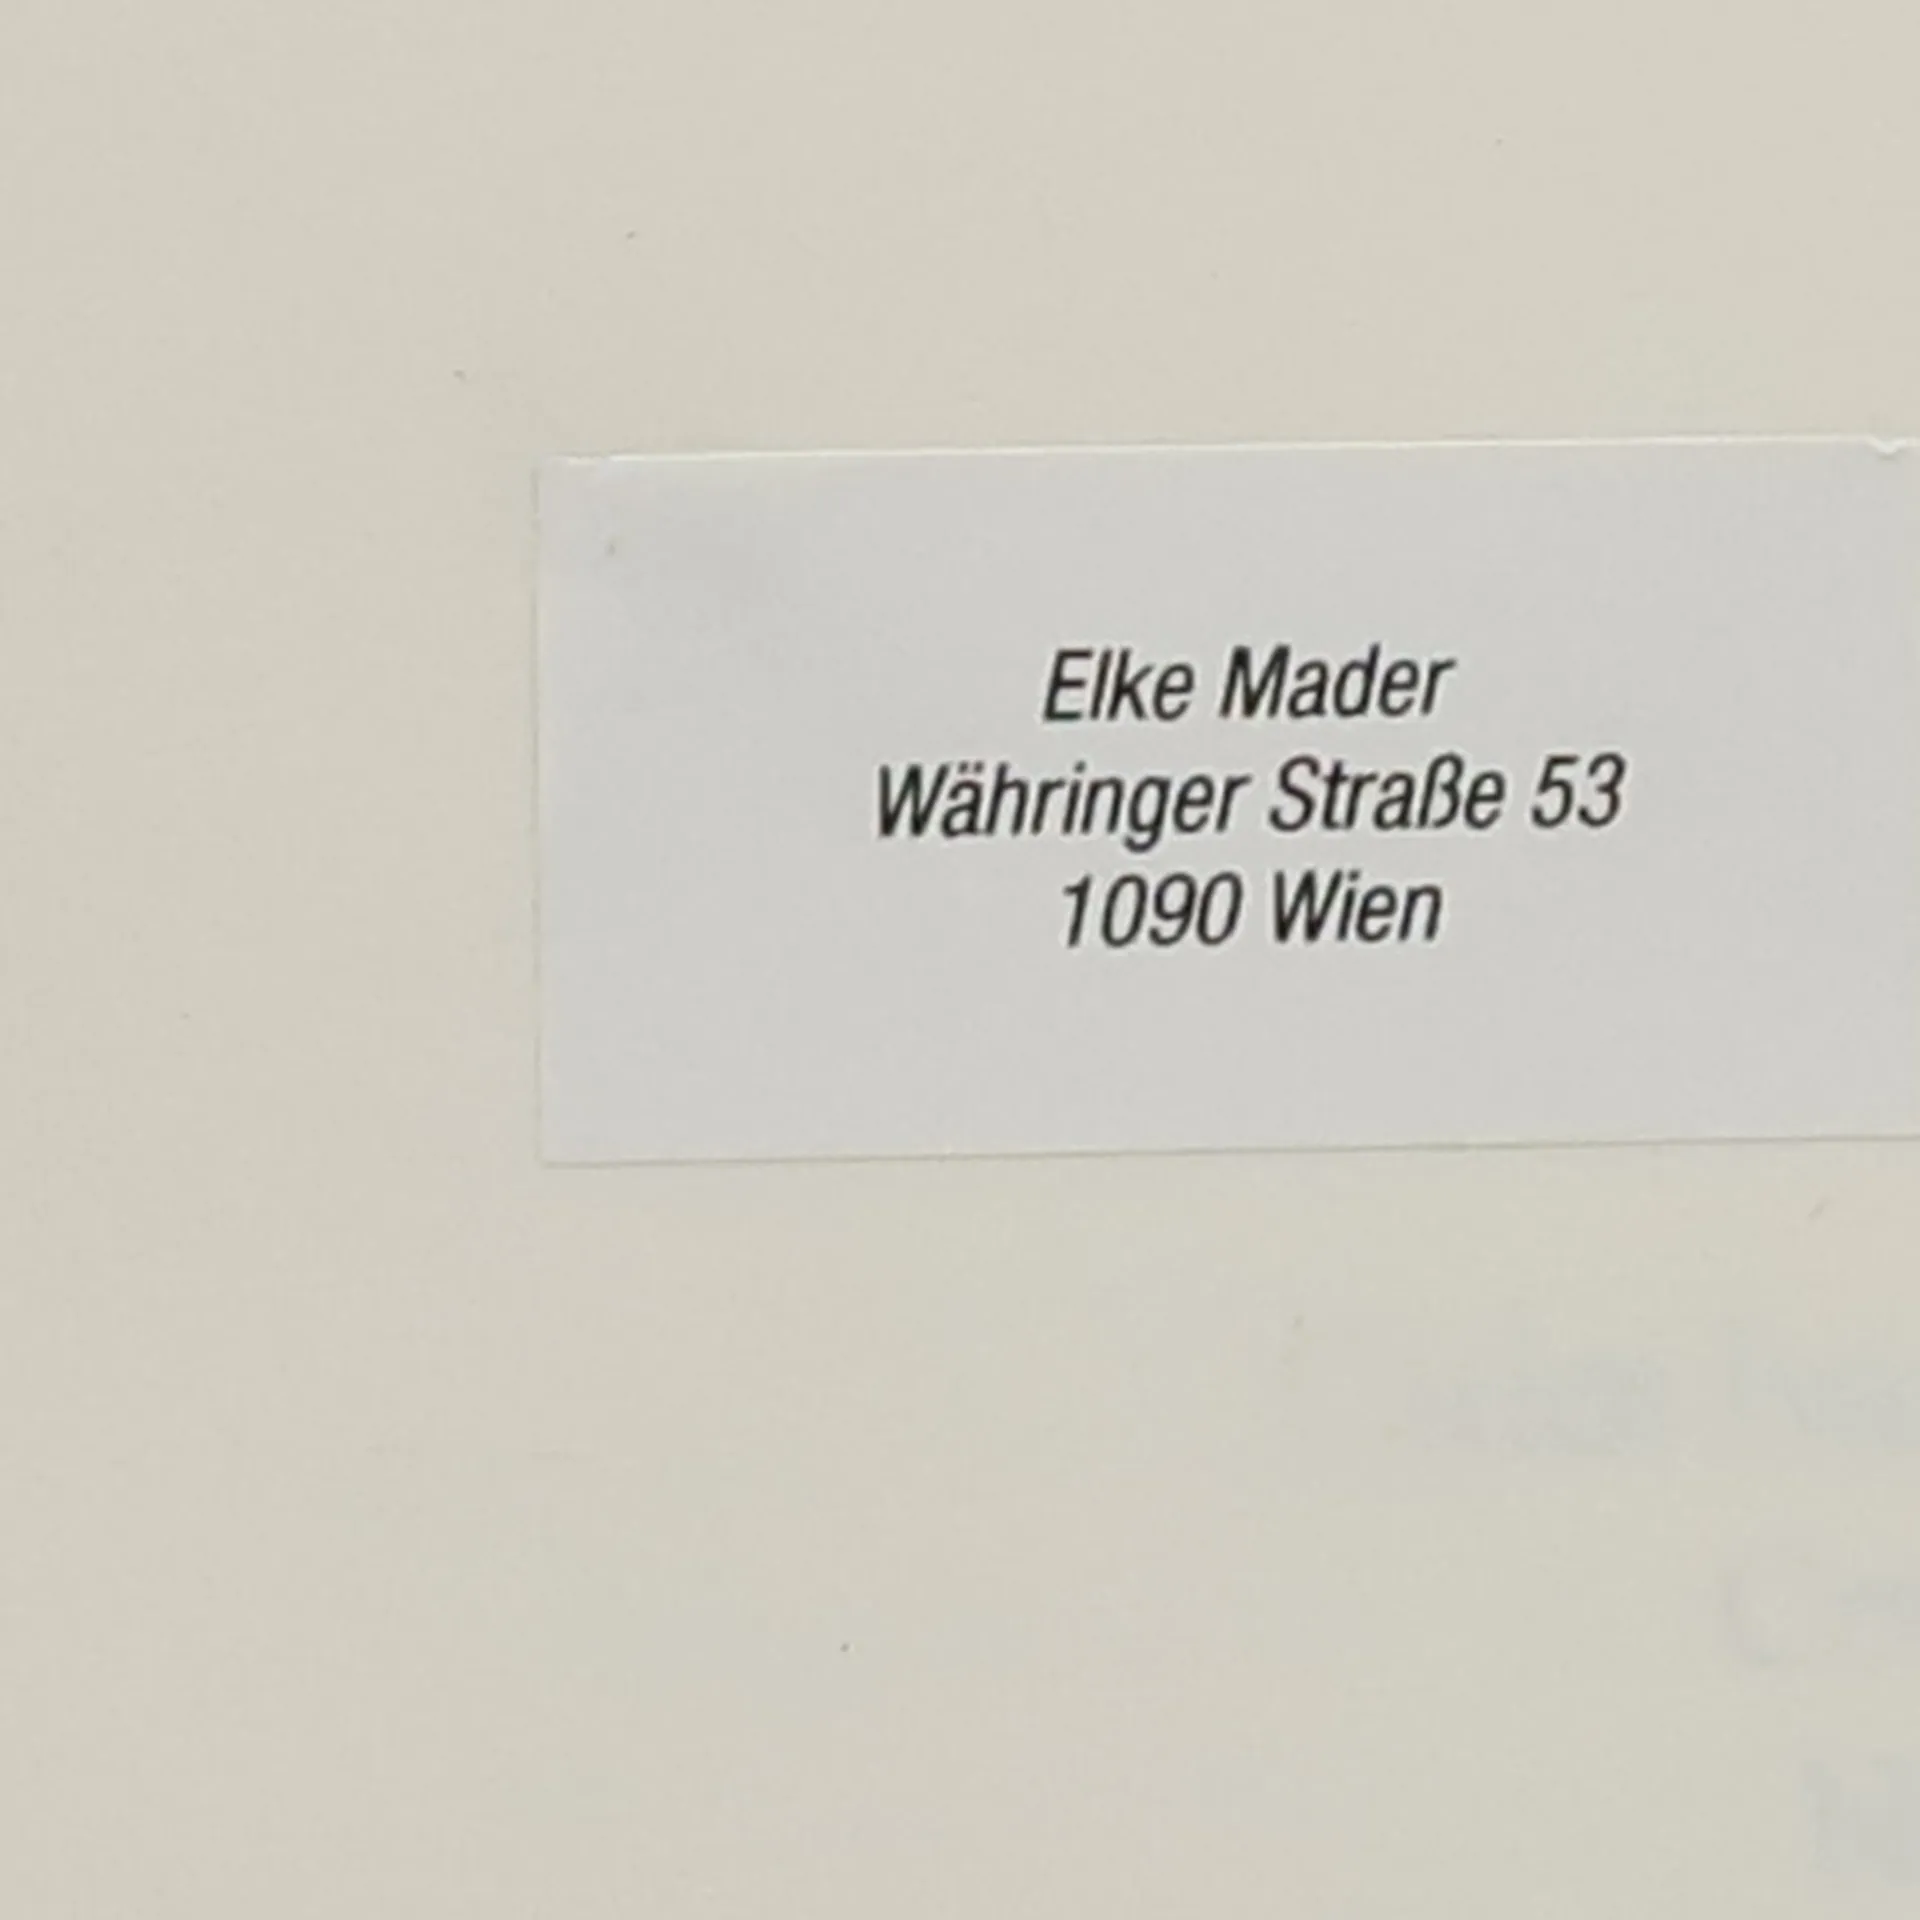 Elke Mader
Währinger Straße 53
1090 Wien